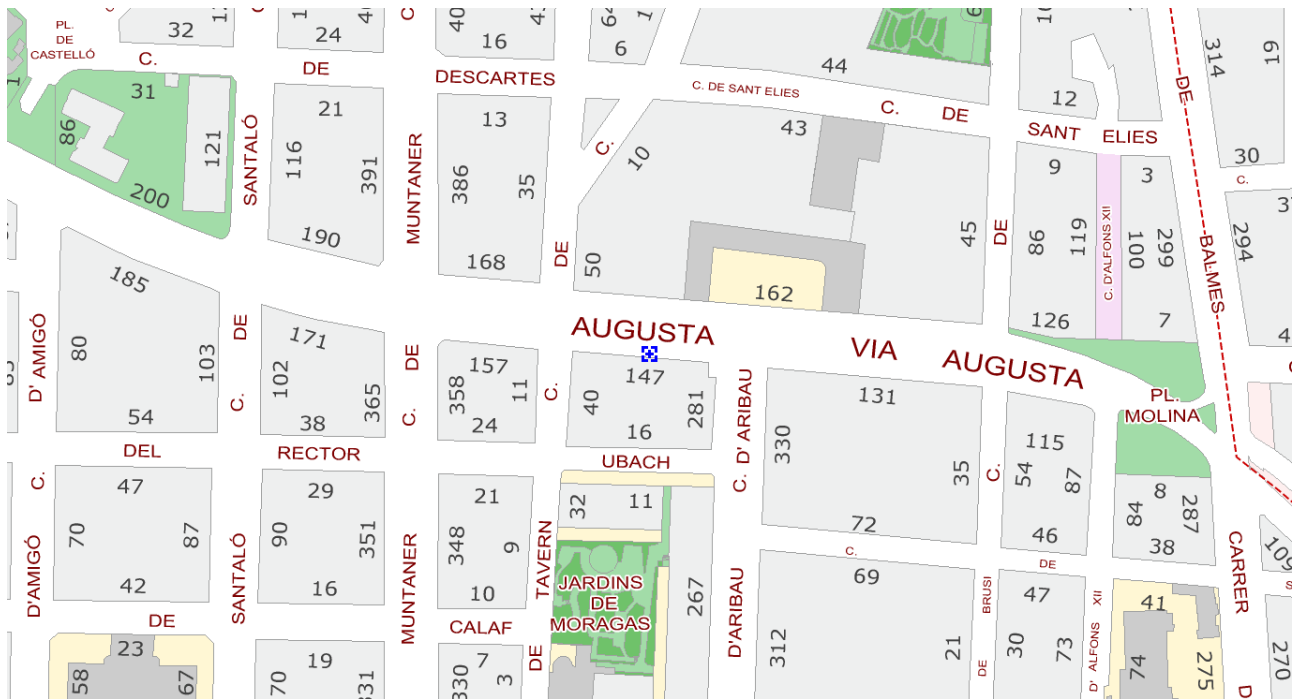 PL.
DE
CASTELLÓ
32
C.
24
DE
C.
16
6
1
44
DESCARTES
C. DE SANT ELIES
C.
DE
12
SANT ELIES
314
61
DE
30
C.
31
86
121
200
SANTALÓ
21
116
391
190
MUNTANER
13
386
35
168
C.
10
DE
50
43
162
45
DE
9
86
119
126
C. D'ALFONS XII
3
100
299
7
BALMES
294
185
80
103
54
D' AMIGÓ
DE
C.
171
102
365
38
DE
C.
157
358
11
24
C.
AUGUSTA
147
40
281
16
VIA
AUGUSTA
C. D' ARIBAU
131
330
35
72
C.
115
54
87
46
PL.
MOLINA
DEL
RECTOR
UBACH
C.
47
70
87
42
D'AMIGÓ
29
90
351
16
SANTALÓ
MUNTANER
21
348
9
10
TAVERN
32
11
JARDINS
DE
MORAGAS
267
D'ARIBAU
C.
DE
8
84
287
38
CARRER
109
DE
CALAF
DE
23
58
67
19
70
331
7
330
3
69
312
21
BRUSI
DE
47
30
73
D' ALFONS XII
41
74
275
270